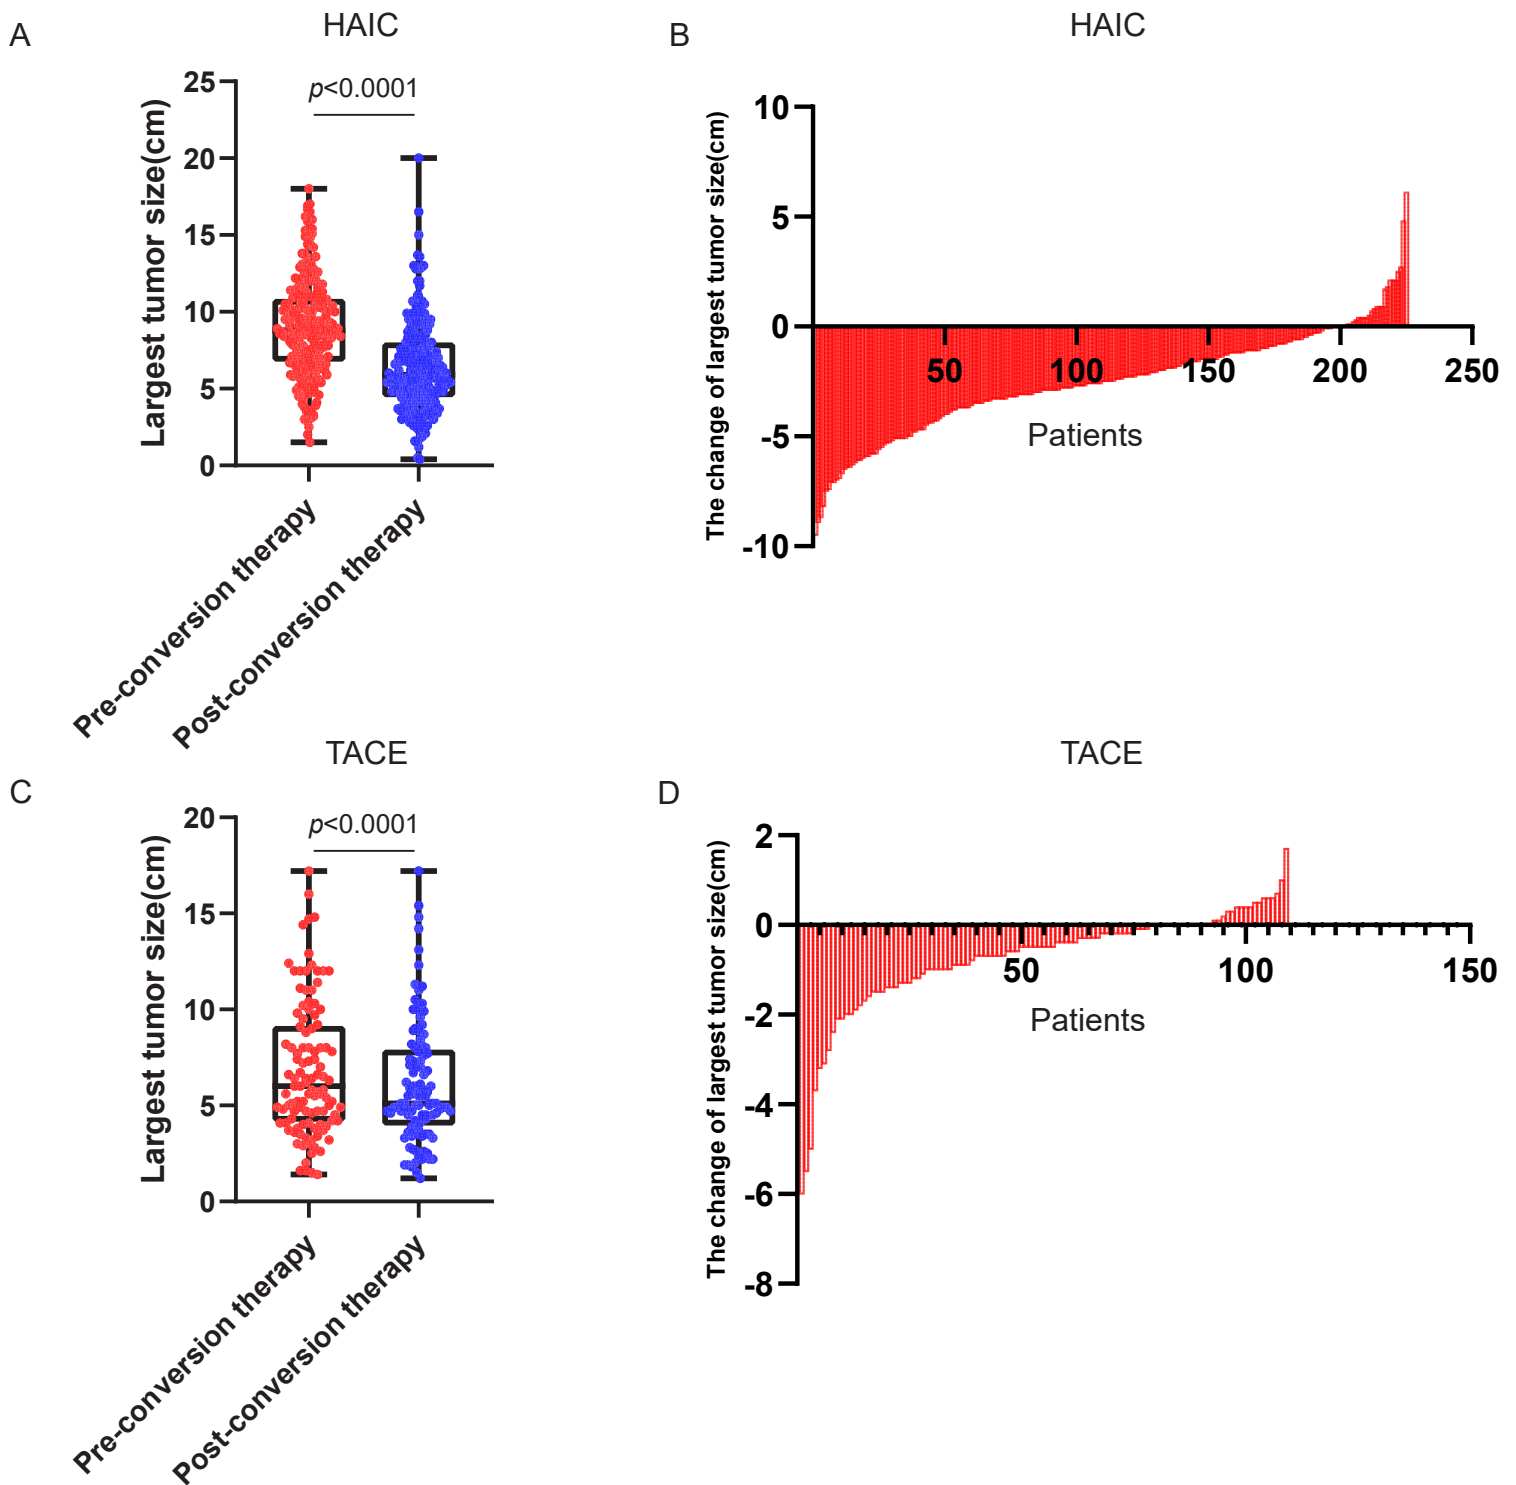 A
HAIC
p<0.0001
Largest tumor size(cm)
25
20
15
10
5
0
Pre-conversion therapy
Post-conversion therapy
B
HAIC
The change of largest tumor size(cm)
10
5
0
-5
-10
50
100
150
200
250
Patients
C
TACE
p<0.0001
Largest tumor size(cm)
20
15
10
5
0
Pre-conversion therapy
Post-conversion therapy
D
TACE
The change of largest tumor size(cm)
2
0
-2
-4
-6
-8
50
100
150
Patients